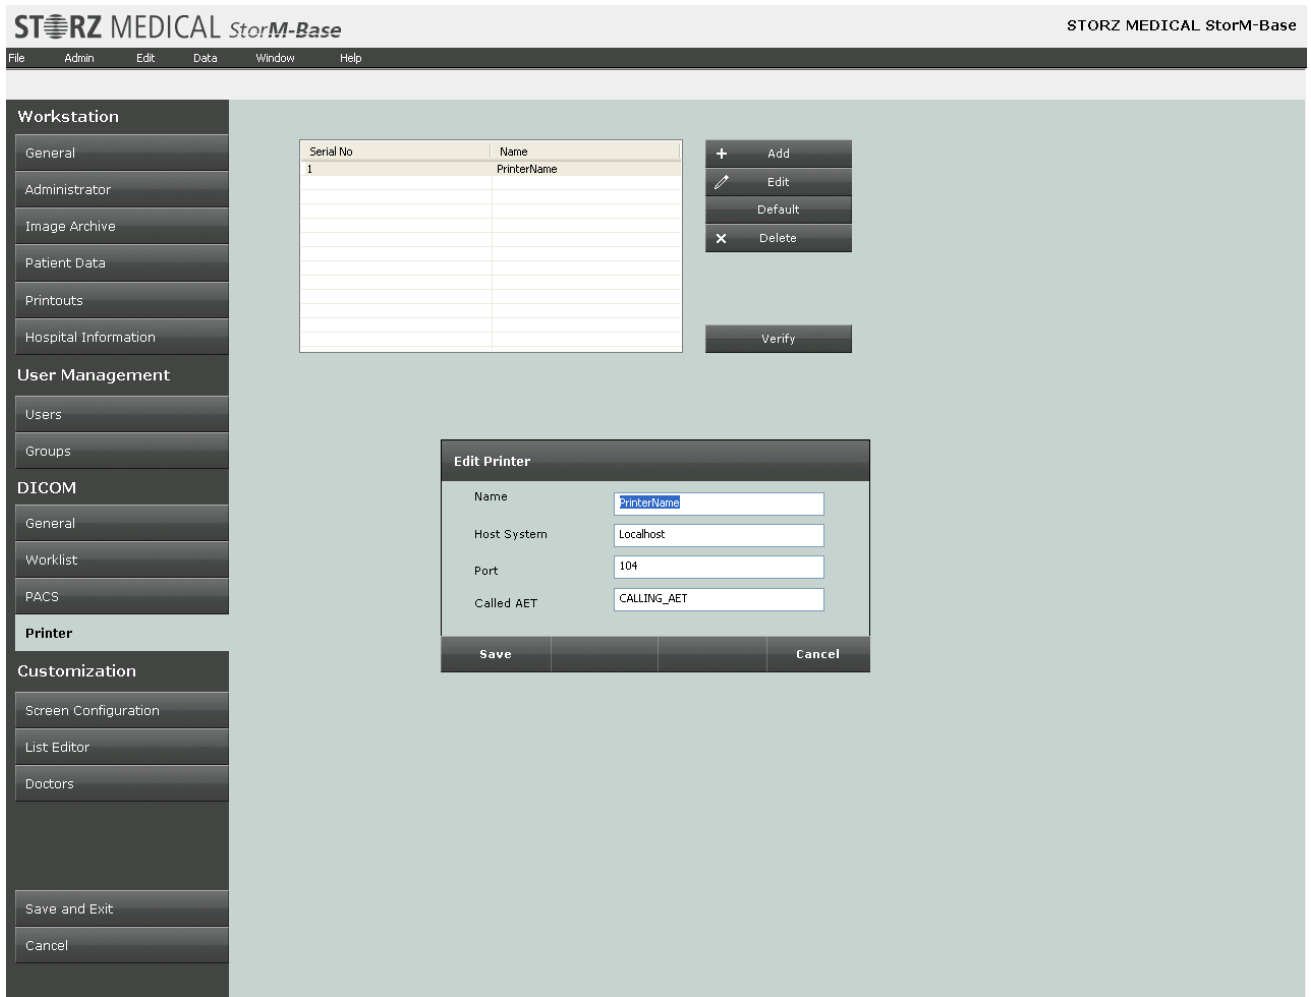 STORZ MEDICAL StorM-Base
STORZ MEDICAL StorM-Base
File Admin Edit Data Window Help
Workstation
General
Administrator
Image Archive
Patient Data
Printouts
Hospital Information
User Management
Users
Groups
DICOM
General
Worklist
PACS
Printer
Customization
Screen Configuration
List Editor
Doctors
Save and Exit
Cancel
Serial No Name
1 PrinterName
Add
Edit
Default
Delete
Verify
Edit Printer
Name PrinterName
Host System Localhost
Port 104
Called AET CALLING_AET
Save Cancel